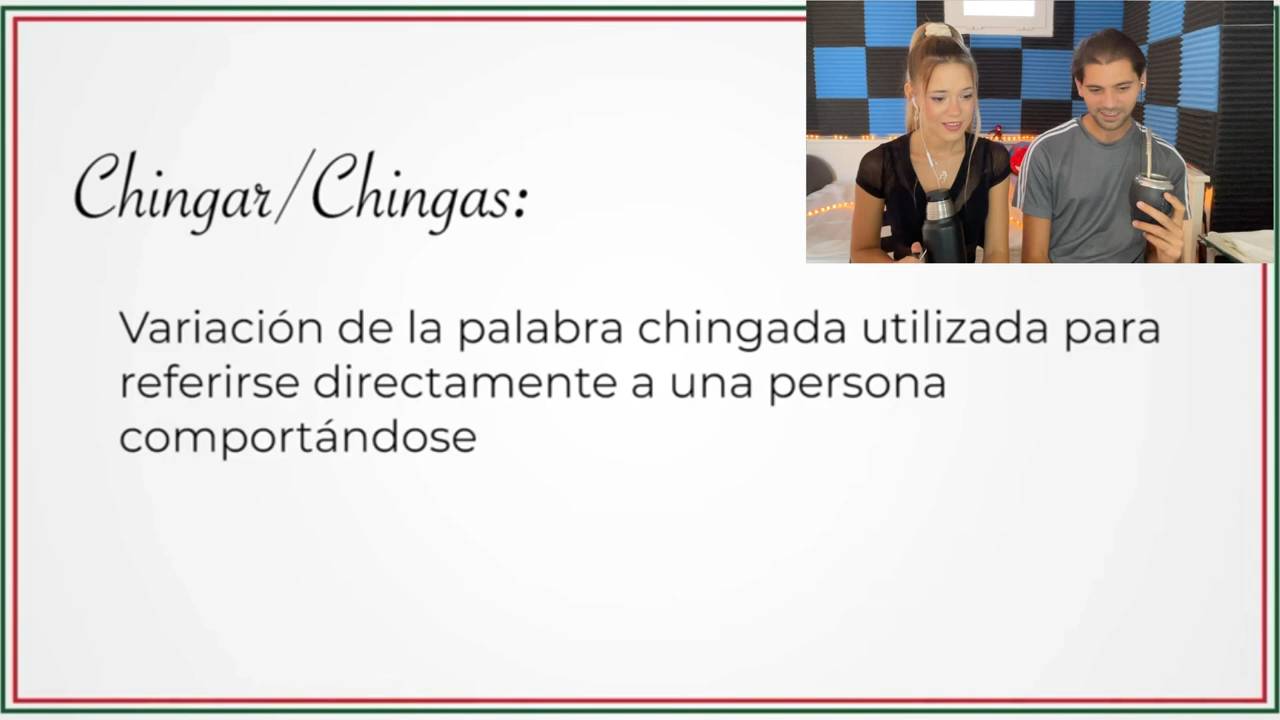 Chingar/Chingas:
Variación de la palabra chingada utilizada para
referirse directamente a una persona
comportándose